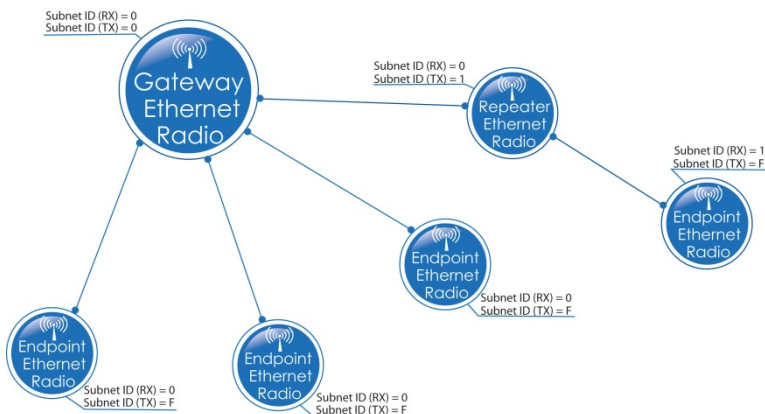 Subnet ID (RX) = 0
Subnet ID (TX) = 0
Gateway
Ethernet
Radio
Subnet ID (RX) = 0
Subnet ID (TX) = 1
Repeater
Ethernet
Radio
Subnet ID (RX) = 1
Subnet ID (TX) = F
Endpoint
Ethernet
Radio
Endpoint
Ethernet
Radio
Subnet ID (RX) = 0
Subnet ID (TX) = F
Endpoint
Ethernet
Radio
Subnet ID (RX) = 0
Subnet ID (TX) = F
Endpoint
Ethernet
Radio
Subnet ID (RX) = 0
Subnet ID (TX) = F